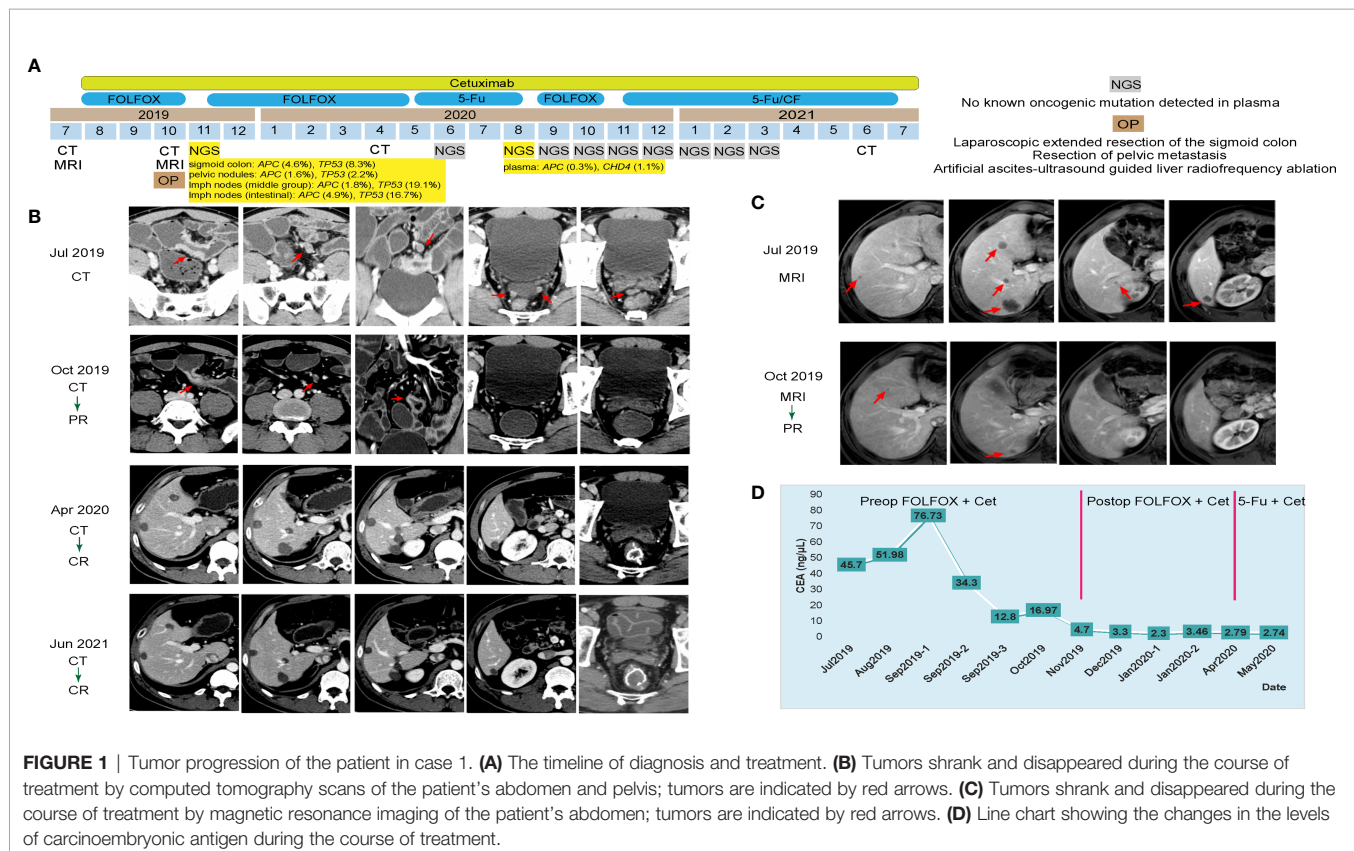 A
Cetuximab
FOLFOX FOLFOX 5-Fu FOLFOX 5-Fu/CF
2019 2020 2021
7 8 9 10 11 12 1 2 3 4 5 6 7 8 9 10 11 12 1 2 3 4 5 6 7
CT CT NGS CT NGS NGS NGS NGS NGS NGS NGS NGS NGS CT
MRI MRI
OP
sigmoid colon: APC (4.6%), TP53 (8.3%)
pelvic nodules: APC (1.6%), TP53 (2.2%)
lmph nodes (middle group): APC (1.8%), TP53 (19.1%)
lmph nodes (intestinal): APC (4.9%), TP53 (16.7%)
plasma: APC (0.3%), CHD4 (1.1%)
NGS
No known oncogenic mutation detected in plasma
OP
Laparoscopic extended resection of the sigmoid colon
Resection of pelvic metastasis
Artificial ascites-ultrasound guided liver radiofrequency ablation
B
Jul 2019
CT
Oct 2019
CT
PR
Apr 2020
CT
CR
Jun 2021
CT
CR
C
Jul 2019
MRI
Oct 2019
MRI
PR
D
Preop FOLFOX + Cet Postop FOLFOX + Cet 5-Fu + Cet
CEA (ng/μL)
90
80
70
60
50
40
30
20
10
0
45.7 51.98 76.73 34.3 12.8 16.97 4.7 3.3 2.3 3.46 2.79 2.74
Jul2019 Aug2019 Sep2019-1 Sep2019-2 Sep2019-3 Oct2019 Nov2019 Dec2019 Jan2020-1 Jan2020-2 Apr2020 May2020
Date
FIGURE 1 | Tumor progression of the patient in case 1. (A) The timeline of diagnosis and treatment. (B) Tumors shrank and disappeared during the course of
treatment by computed tomography scans of the patient's abdomen and pelvis; tumors are indicated by red arrows. (C) Tumors shrank and disappeared during the
course of treatment by magnetic resonance imaging of the patient's abdomen; tumors are indicated by red arrows. (D) Line chart showing the changes in the levels
of carcinoembryonic antigen during the course of treatment.